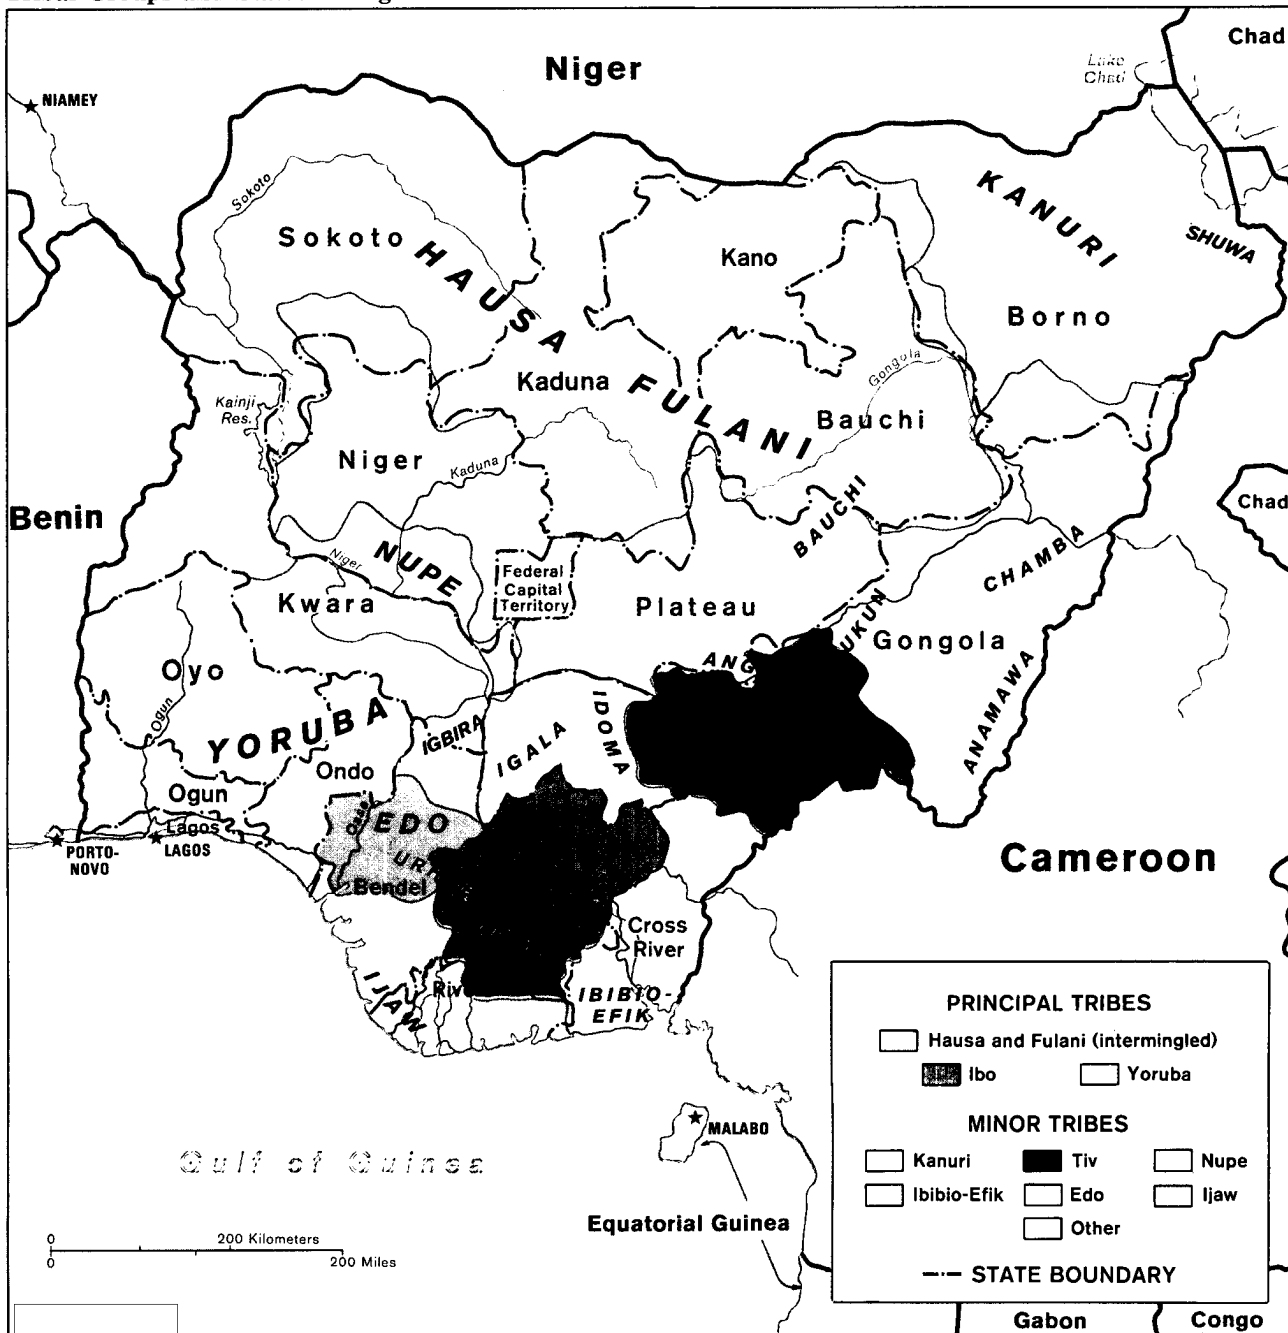 Niger
Chad
Lake
Chad
NIAMEY
Sokoto
KANURI
SHUWA
Sokoto
HAUSA
Kano
Borno
Gongola
Kaduna
FULANI
Kainji
Res.
Bauchi
Niger
Kaduna
Chad
Benin
BAUCHI
NUPE
Niger
CHAMBA
Federal
Capital
Territory
Kwara
Plateau
UKUN
Gongola
Oyo
ANG
ANAMAWA
Ogun
YORUBA
IGBIRA
IGALA
IDOMA
Ondo
Ogun
EDO
Lagos
LAGOS
PORTO-
NOVO
UR
Bendel
Cameroon
Cross
River
IJAW
Riv
IBIBIO-
EFIK
PRINCIPAL TRIBES
Hausa and Fulani (intermingled)
Ibo Yoruba
MINOR TRIBES
Kanuri Tiv Nupe
Ibibio-Efik Edo Ijaw
Other
STATE BOUNDARY
MALABO
Gulf of Guinea
Equatorial Guinea
0 200 Kilometers
0 200 Miles
Gabon Congo